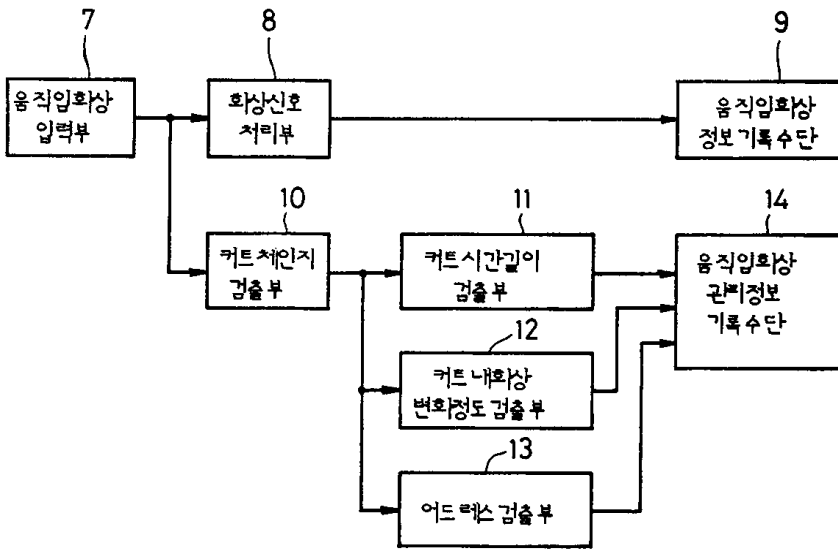 7
8
9
움직임화상
입력부
화상신호
처리부
움직임화상
정보기록수단
10
11
14
커트체인지
검출부
커트시간길이
검출부
움직임화상
관리정보
기록수단
12
커트내화상
변화정도검출부
13
어드레스검출부